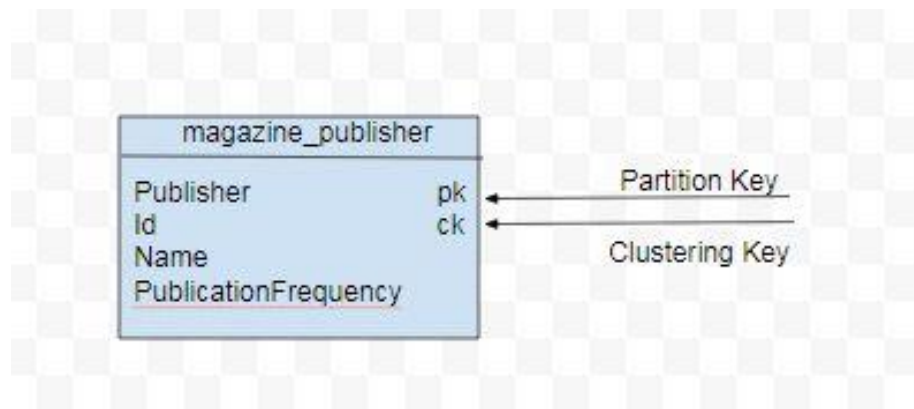 magazine_publisher
Publisher pk
Id ck
Name
PublicationFrequency
Partition Key
Clustering Key